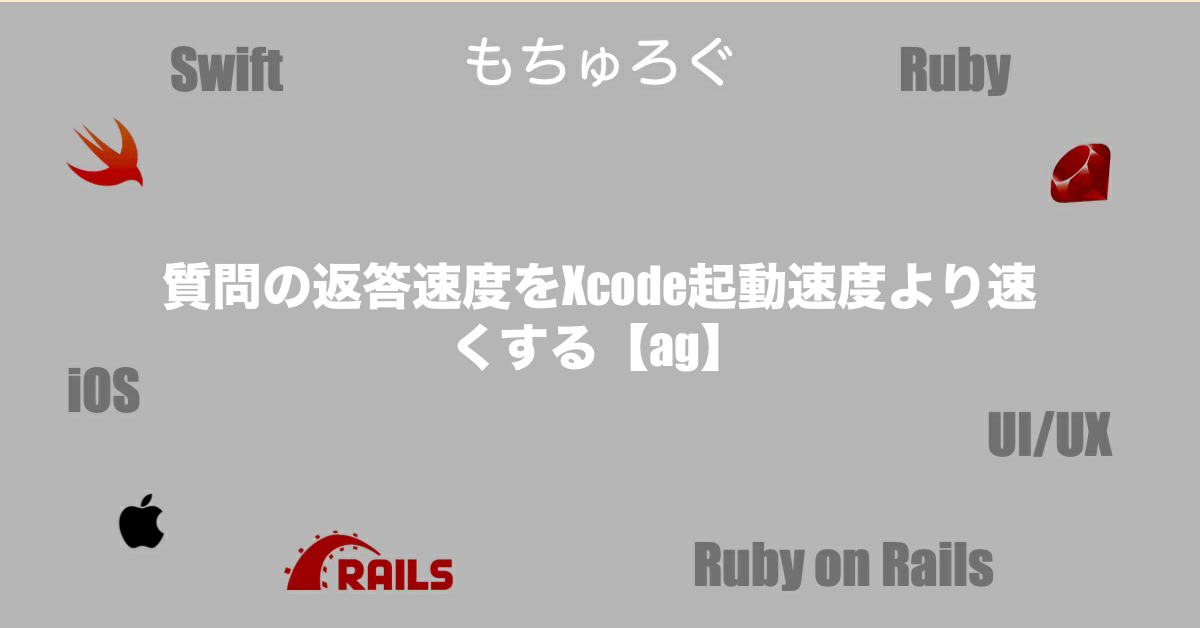 Swift
もちゅろぐ
Ruby
質問の返答速度をXcode起動速度より速
くする【ag】
iOS
UI/UX
RAILS
Ruby on Rails